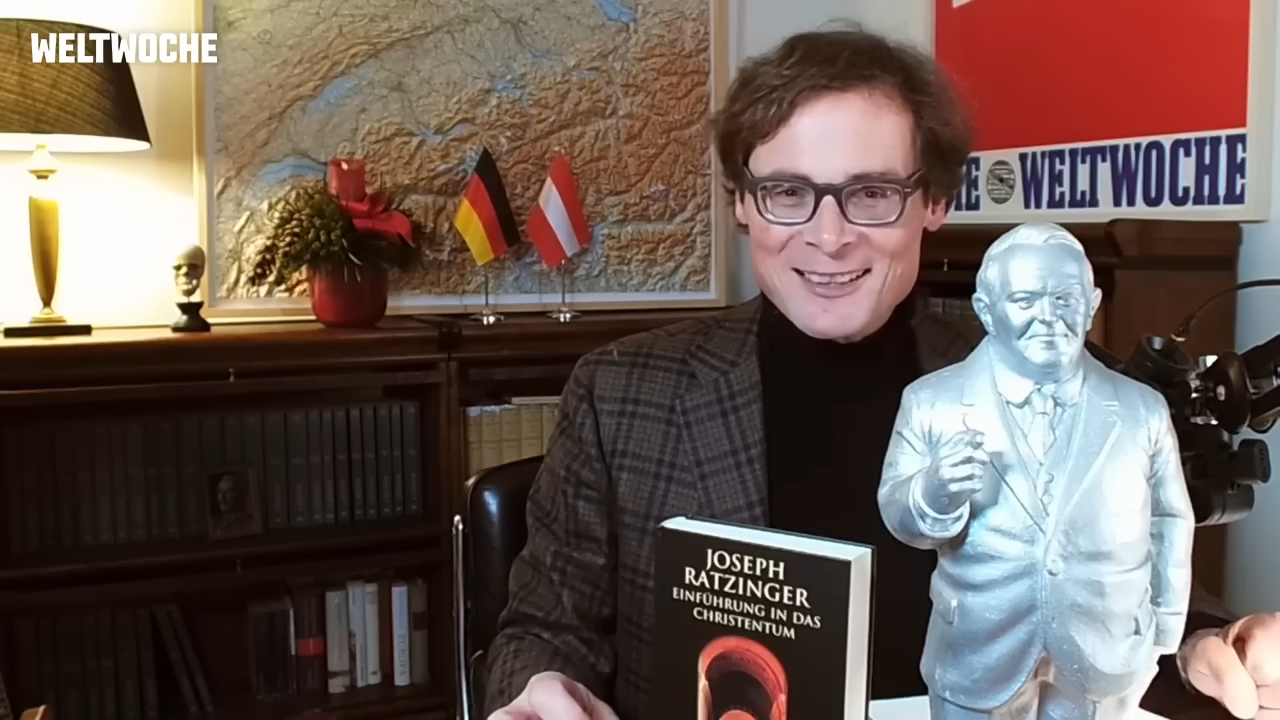 WELTWOCHE
WELTWOCHE
JOSEPH
RATZINGER
EINFÜHRUNG IN DAS
CHRISTENTUM